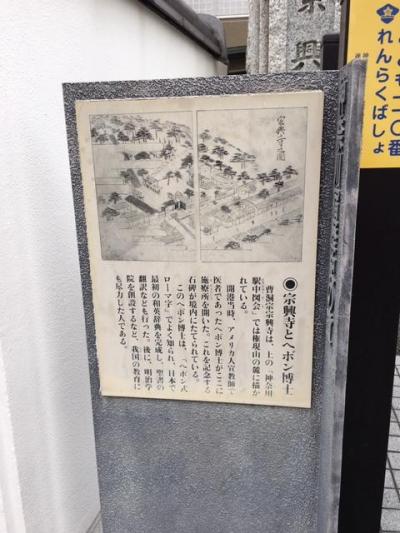 宗興寺之図
●宗興寺とヘボン博士
曹洞宗宗興寺は、上の「神奈川
駅中図会」では権現山の麓に描か
れている。
開港当時、アメリカ人宣教師で
医者であったヘボン博士がここに
施療所を開いた。これを記念する
石碑が境内にたてられている。
このヘボン博士は、「ヘボン式
ローマ字」でよく知られ、日本で
最初の和英辞典を完成し、聖書の
翻訳なども行った。後に、明治学
院を創設するなど、我国の教育に
も尽力した人である。
宗興
とも一〇番
れんらくばしょ